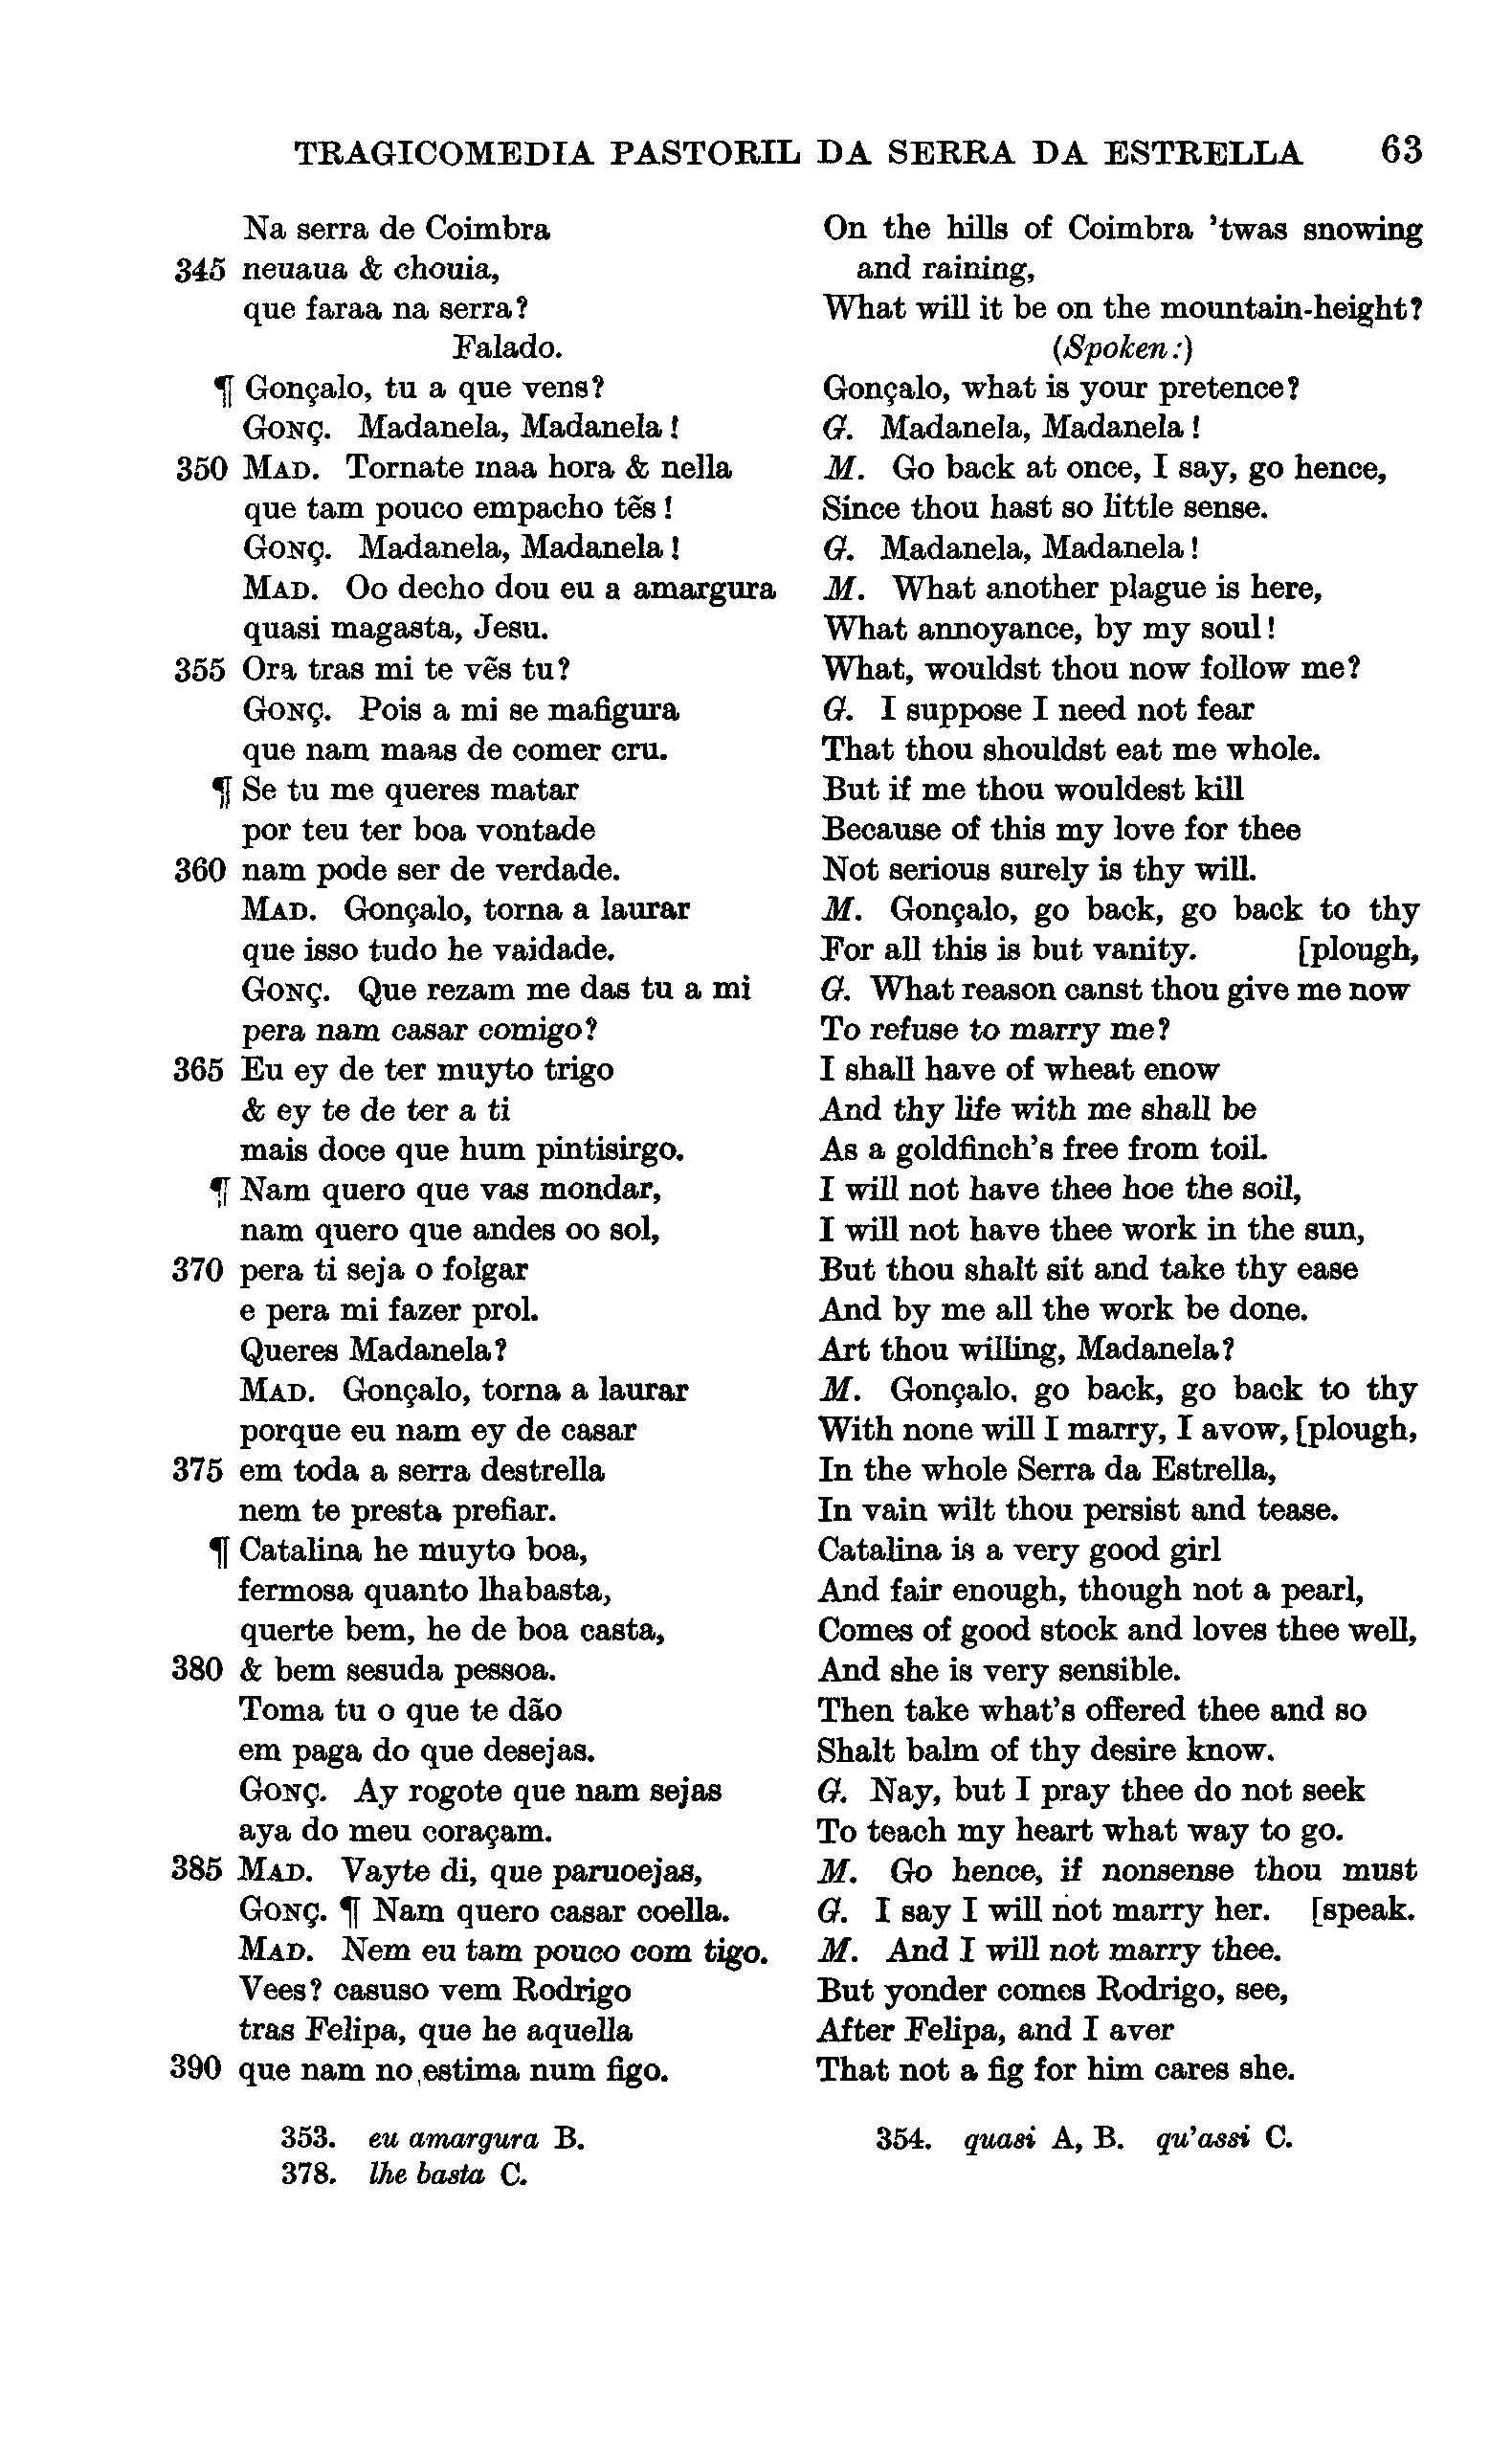 TRAGICOMEDIA PASTORIL DA SERRA DA ESTRELLA 63
Na serra de Coimbra
345 neuaua & chouia,
que faraa na serra?
Falado.
¶ Gonçalo, tu a que vens?
GONÇ. Madanela, Madanela!
350 MAD. Tornate maa hora & nella
que tam pouco empacho tẽs!
GONÇ. Madanela, Madanela!
MAD. Oo decho dou eu a amargura
quasi magasta, Jesu.
355 Ora tras mi te vẽs tu?
GONÇ. Pois a mi se mafigura
que nam maas de comer cru.
¶ Se tu me queres matar
por teu ter boa vontade
360 nam pode ser de verdade.
MAD. Gonçalo, torna a laurar
que isso tudo he vaidade.
GONÇ. Que rezam me das tu a mi
pera nam casar comigo?
365 Eu ey de ter muyto trigo
& ey te de ter a ti
mais doce que hum pintisirgo.
¶ Nam quero que vas mondar,
nam quero que andes oo sol,
370 pera ti seja o folgar
e pera mi fazer prol.
Queres Madanela?
MAD. Gonçalo, torna a laurar
porque eu nam ey de casar
375 em toda a serra destrella
nem te presta prefiar.
¶ Catalina he muyto boa,
fermosa quanto lhabasta,
querte bem, he de boa casta,
380 & bem sesuda pessoa.
Toma tu o que te dão
em paga do que desejas.
GONÇ. Ay rogote que nam sejas
aya do meu coraçam.
385 MAD. Vayte di, que paruoejas,
GONÇ. ¶ Nam quero casar coella.
MAD. Nem eu tam pouco com tigo.
Vees? casuso vem Rodrigo
tras Felipa, que he aquella
390 que nam no estima num figo.
On the hills of Coimbra 'twas snowing
and raining,
What will it be on the mountain-height?
(Spoken:)
Gonçalo, what is your pretence?
G. Madanela, Madanela!
M. Go back at once, I say, go hence,
Since thou hast so little sense.
G. Madanela, Madanela!
M. What another plague is here,
What annoyance, by my soul!
What, wouldst thou now follow me?
G. I suppose I need not fear
That thou shouldst eat me whole.
But if me thou wouldest kill
Because of this my love for thee
Not serious surely is thy will.
M. Gonçalo, go back, go back to thy
For all this is but vanity. [plough,
G. What reason canst thou give me now
To refuse to marry me?
I shall have of wheat enow
And thy life with me shall be
As a goldfinch's free from toil.
I will not have thee hoe the soil,
I will not have thee work in the sun,
But thou shalt sit and take thy ease
And by me all the work be done.
Art thou willing, Madanela?
M. Gonçalo, go back, go back to thy
With none will I marry, I avow, [plough,
In the whole Serra da Estrella,
In vain wilt thou persist and tease.
Catalina is a very good girl
And fair enough, though not a pearl,
Comes of good stock and loves thee well,
And she is very sensible.
Then take what's offered thee and so
Shalt balm of thy desire know.
G. Nay, but I pray thee do not seek
To teach my heart what way to go.
M. Go hence, if nonsense thou must
G. I say I will not marry her. [speak.
M. And I will not marry thee.
But yonder comes Rodrigo, see,
After Felipa, and I aver
That not a fig for him cares she.
353. eu amargura B. 354. quasi A, B. qu'assi C.
378. lhe basta C.